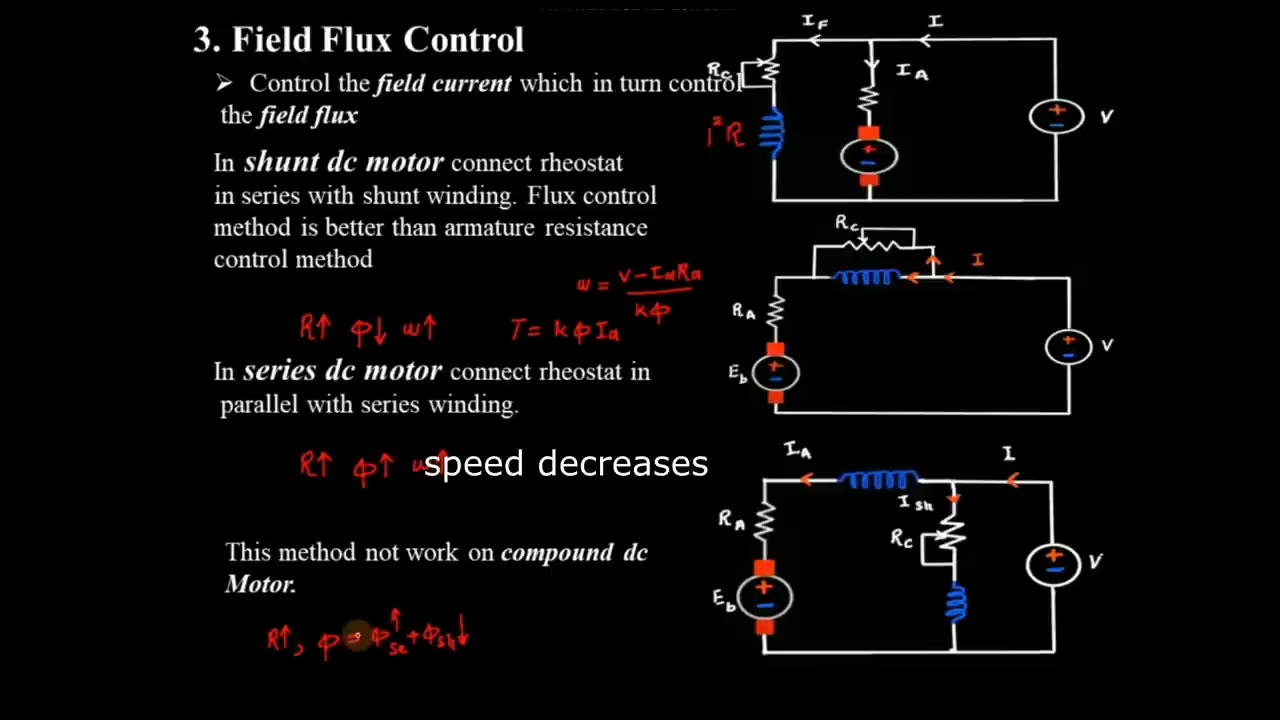 3. Field Flux Control
➢ Control the field current which in turn control
the field flux
In shunt dc motor connect rheostat
in series with shunt winding. Flux control
method is better than armature resistance
control method
ω = V - IaRa / kφ
R↑ φ↓ ω↑ T = kφIa
In series dc motor connect rheostat in
parallel with series winding.
R↑ φ↑ ω↑ speed decreases
This method not work on compound dc
Motor.
R↑, φ = φse↑ + φsh↓
IF I
RC IA
I²R V
RC
I
RA
Eb V
IA I
Ish
RA RC
Eb V